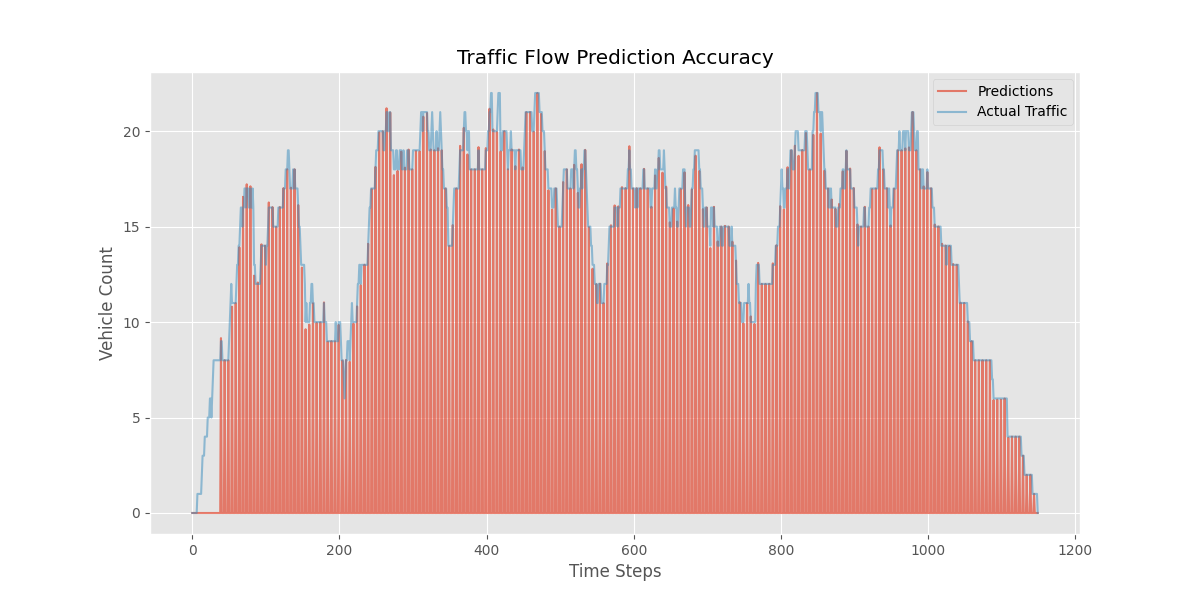 Traffic Flow Prediction Accuracy
Predictions
Actual Traffic
20
15
10
5
0
Vehicle Count
0 200 400 600 800 1000 1200
Time Steps